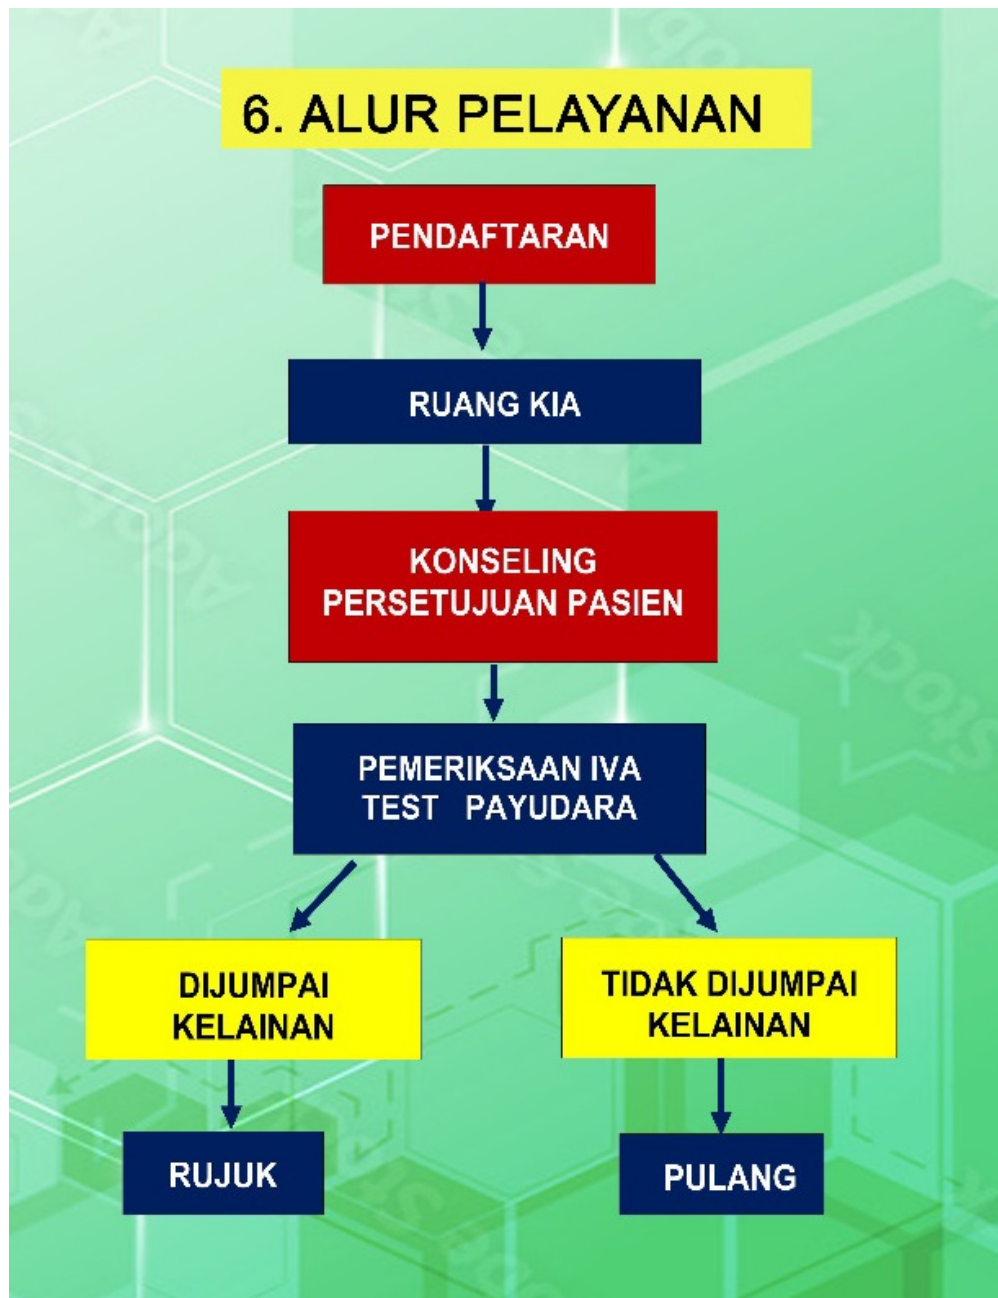 6. ALUR PELAYANAN
PENDAFTARAN
RUANG KIA
KONSELING
PERSETUJUAN PASIEN
PEMERIKSAAN IVA
TEST PAYUDARA
DIJUMPAI
KELAINAN
TIDAK DIJUMPAI
KELAINAN
RUJUK
PULANG